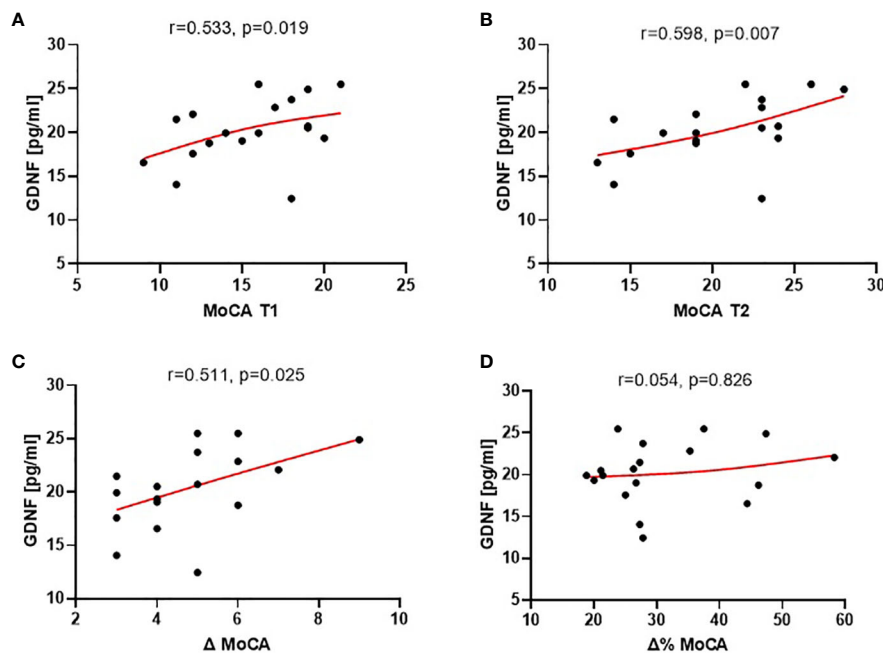 A
r=0.533, p=0.019
GDNF [pg/ml]
30
25
20
15
10
5
5 10 15 20 25
MoCA T1
B
r=0.598, p=0.007
GDNF [pg/ml]
30
25
20
15
10
5
10 15 20 25 30
MoCA T2
C
r=0.511, p=0.025
GDNF [pg/ml]
30
25
20
15
10
2 4 6 8 10
Δ MoCA
D
r=0.054, p=0.826
GDNF [pg/ml]
30
25
20
15
10
5
10 20 30 40 50 60
Δ% MoCA